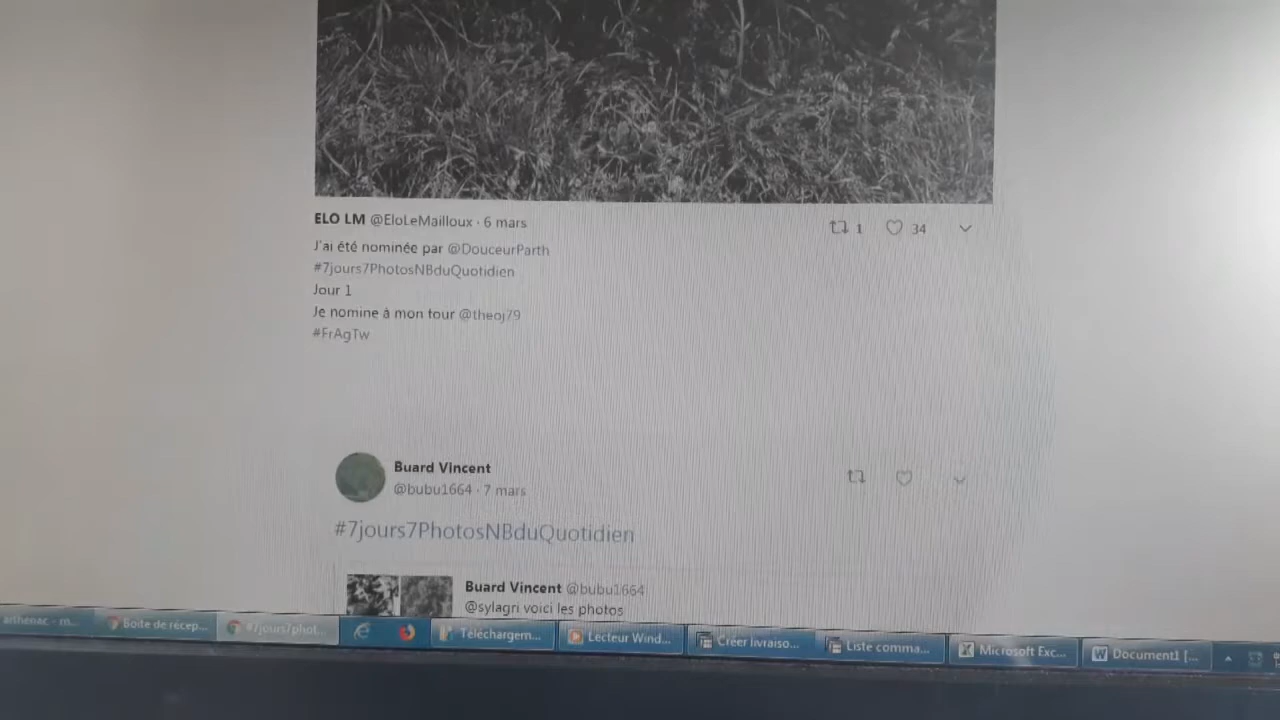 ELO LM @EloLeMailloux · 6 mars
1 34
J'ai été nominée par @DouceurParth
#7jours7PhotosNBduQuotidien
Jour 1
Je nomine à mon tour @theoj79
#FrAgTw
Buard Vincent
@bubu1664 · 7 mars
#7jours7PhotosNBduQuotidien
Buard Vincent @bubu1664
@sylagri voici les photos
Boîte de récep... #7jours7phot... Téléchargem... Lecteur Wind... Créer livraiso... Liste comma... Microsoft Exc... Document1 [...